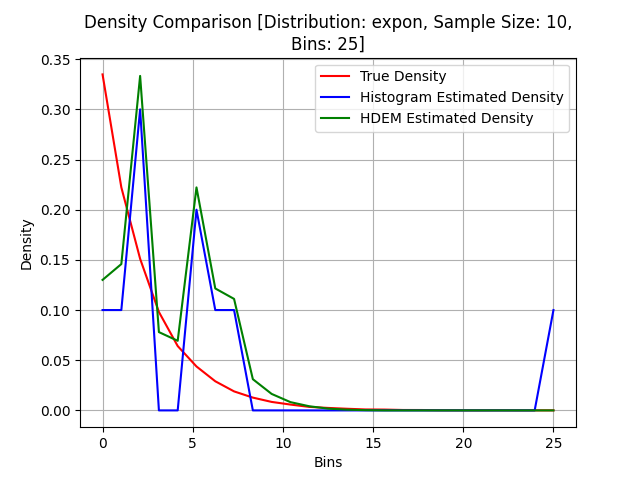 Density Comparison [Distribution: expon, Sample Size: 10,
Bins: 25]
True Density
Histogram Estimated Density
HDEM Estimated Density
Density
0.35
0.30
0.25
0.20
0.15
0.10
0.05
0.00
0 5 10 15 20 25
Bins